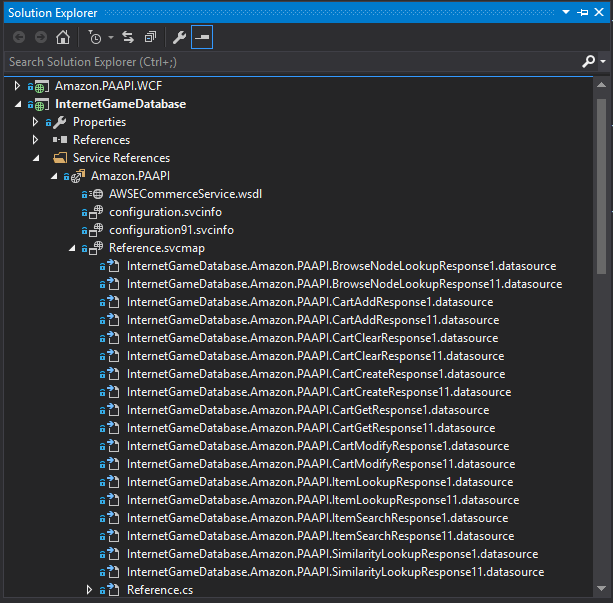 Solution Explorer
Search Solution Explorer (Ctrl+;)
Amazon.PAAPI.WCF
InternetGameDatabase
Properties
References
Service References
Amazon.PAAPI
AWSECommerceService.wsdl
configuration.svcinfo
configuration91.svcinfo
Reference.svcmap
InternetGameDatabase.Amazon.PAAPI.BrowseNodeLookupResponse1.datasource
InternetGameDatabase.Amazon.PAAPI.BrowseNodeLookupResponse11.datasource
InternetGameDatabase.Amazon.PAAPI.CartAddResponse1.datasource
InternetGameDatabase.Amazon.PAAPI.CartAddResponse11.datasource
InternetGameDatabase.Amazon.PAAPI.CartClearResponse1.datasource
InternetGameDatabase.Amazon.PAAPI.CartClearResponse11.datasource
InternetGameDatabase.Amazon.PAAPI.CartCreateResponse1.datasource
InternetGameDatabase.Amazon.PAAPI.CartCreateResponse11.datasource
InternetGameDatabase.Amazon.PAAPI.CartGetResponse1.datasource
InternetGameDatabase.Amazon.PAAPI.CartGetResponse11.datasource
InternetGameDatabase.Amazon.PAAPI.CartModifyResponse1.datasource
InternetGameDatabase.Amazon.PAAPI.CartModifyResponse11.datasource
InternetGameDatabase.Amazon.PAAPI.ItemLookupResponse1.datasource
InternetGameDatabase.Amazon.PAAPI.ItemLookupResponse11.datasource
InternetGameDatabase.Amazon.PAAPI.ItemSearchResponse1.datasource
InternetGameDatabase.Amazon.PAAPI.ItemSearchResponse11.datasource
InternetGameDatabase.Amazon.PAAPI.SimilarityLookupResponse1.datasource
InternetGameDatabase.Amazon.PAAPI.SimilarityLookupResponse11.datasource
Reference.cs